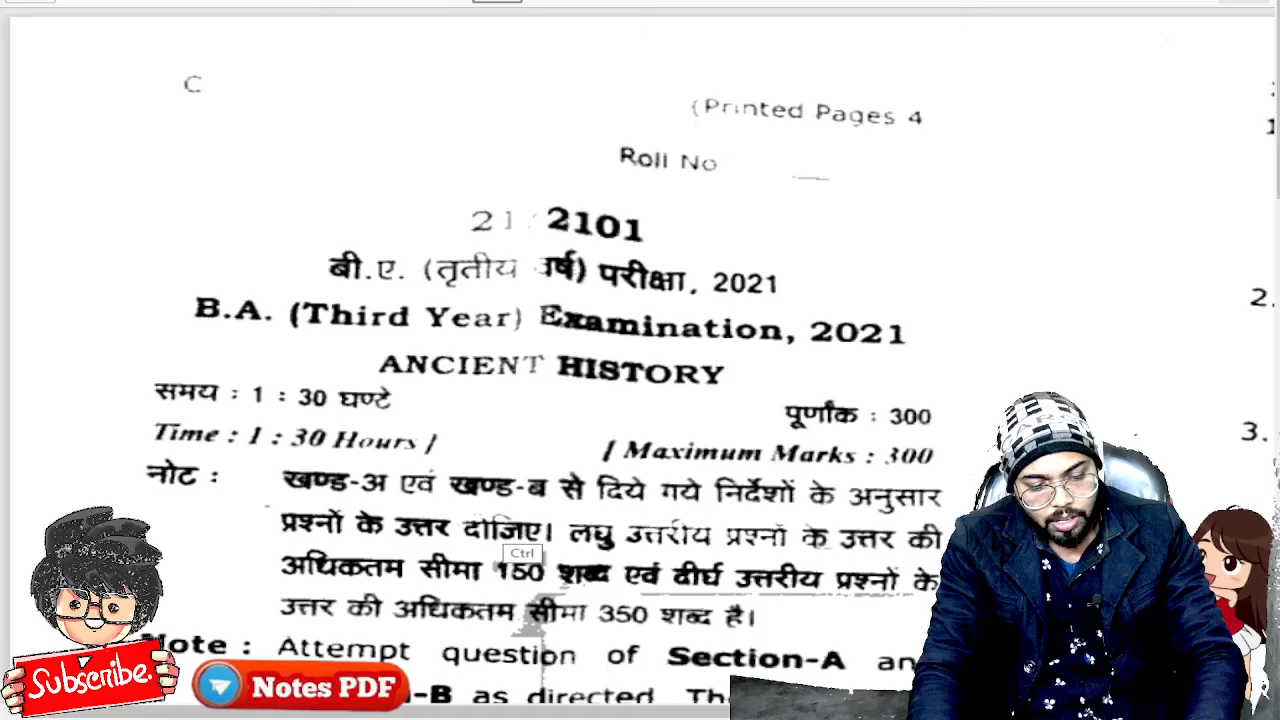 C
(Printed Pages 4
Roll No
2101
बी.ए. (तृतीय वर्ष) परीक्षा, 2021
B.A. (Third Year) Examination, 2021
ANCIENT HISTORY
समय : 1 : 30 घण्टे
पूर्णांक : 300
Time : 1 : 30 Hours ]
[ Maximum Marks : 300
नोट :
खण्ड-अ एवं खण्ड-ब से दिये गये निर्देशों के अनुसार
प्रश्नों के उत्तर दीजिए। लघु उत्तरीय प्रश्नों के उत्तर की
Ctrl
अधिकतम सीमा 150 शब्द एवं दीर्घ उत्तरीय प्रश्नों के
उत्तर की अधिकतम सीमा 350 शब्द है।
Note : Attempt question of Section-A
-B as directed.
2.
3.
Subscribe.
Notes PDF